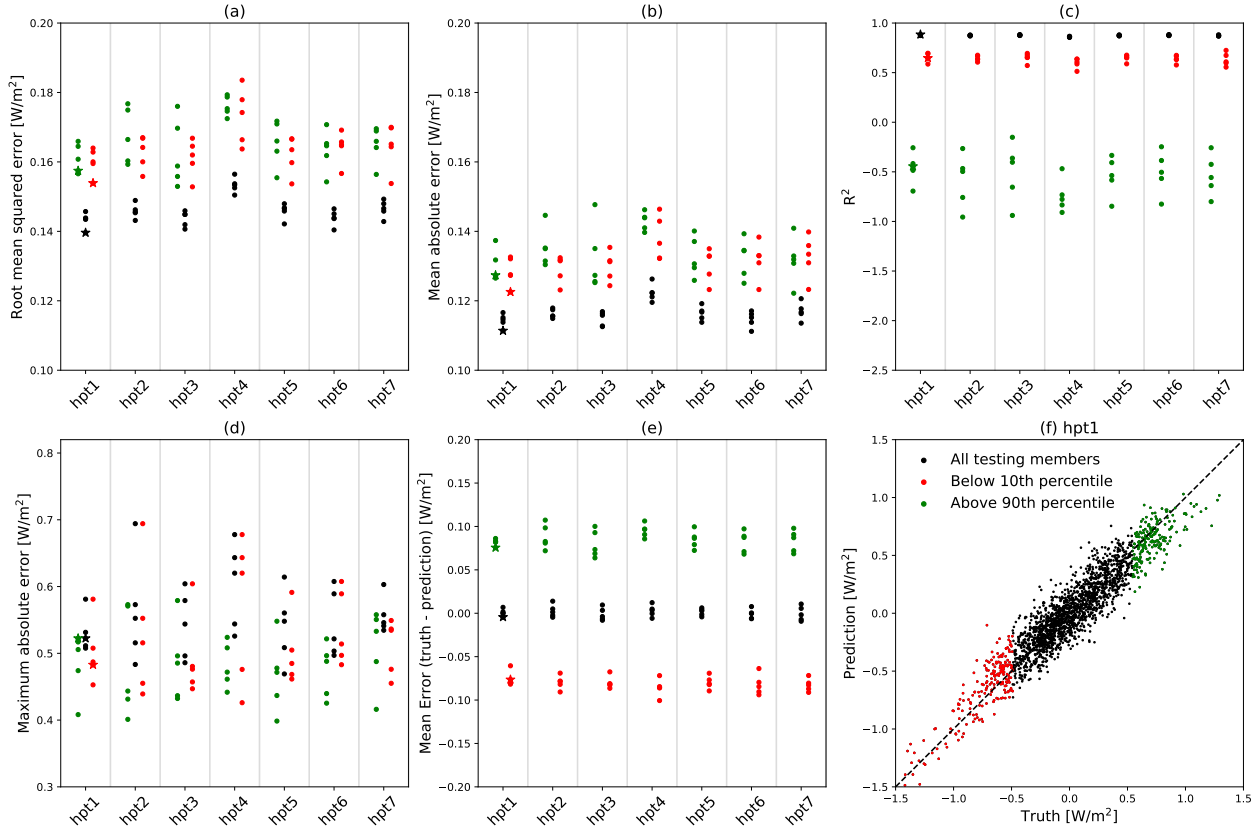 (a)
Root mean squared error [W/m²]
0.20
0.18
0.16
0.14
0.12
0.10
hpt1
hpt2
hpt3
hpt4
hpt5
hpt6
hpt7
(b)
Mean absolute error [W/m²]
0.20
0.18
0.16
0.14
0.12
0.10
hpt1
hpt2
hpt3
hpt4
hpt5
hpt6
hpt7
(c)
R²
1.0
0.5
0.0
−0.5
−1.0
−1.5
−2.0
−2.5
hpt1
hpt2
hpt3
hpt4
hpt5
hpt6
hpt7
(d)
Maximum absolute error [W/m²]
0.8
0.7
0.6
0.5
0.4
0.3
hpt1
hpt2
hpt3
hpt4
hpt5
hpt6
hpt7
(e)
Mean Error (truth - prediction) [W/m²]
0.20
0.15
0.10
0.05
0.00
−0.05
−0.10
−0.15
−0.20
hpt1
hpt2
hpt3
hpt4
hpt5
hpt6
hpt7
(f) hpt1
Prediction [W/m²]
1.5
1.0
0.5
0.0
−0.5
−1.0
−1.5
All testing members
Below 10th percentile
Above 90th percentile
−1.5
−1.0
−0.5
0.0
0.5
1.0
1.5
Truth [W/m²]